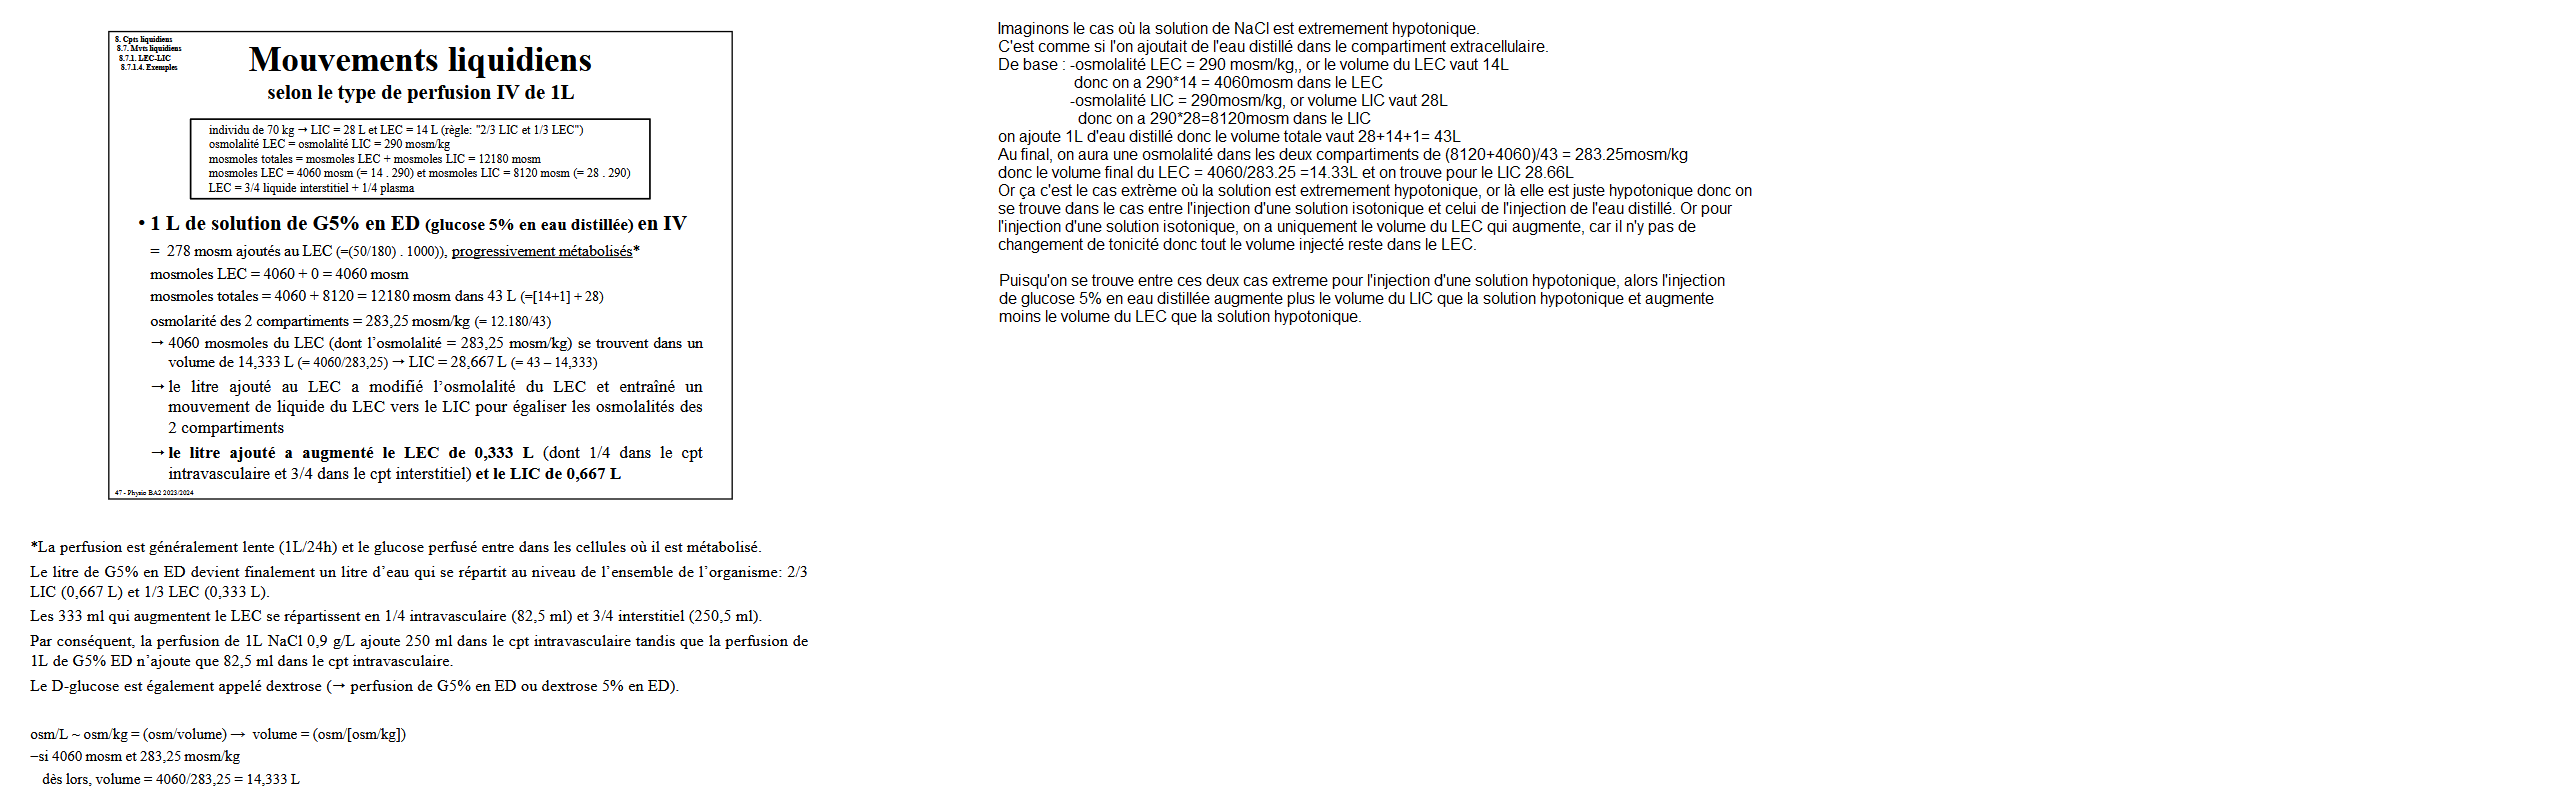 8. Cpts liquidiens
8.7. Mvts liquidiens
8.7.1. LEC-LIC
8.7.1.4. Exemples
Mouvements liquidiens
selon le type de perfusion IV de 1L
individu de 70 kg → LIC = 28 L et LEC = 14 L (règle: "2/3 LIC et 1/3 LEC")
osmolalité LEC = osmolalité LIC = 290 mosm/kg
mosmoles totales = mosmoles LEC + mosmoles LIC = 12180 mosm
mosmoles LEC = 4060 mosm (= 14 . 290) et mosmoles LIC = 8120 mosm (= 28 . 290)
LEC = 3/4 liquide interstitiel + 1/4 plasma
• 1 L de solution de G5% en ED (glucose 5% en eau distillée) en IV
= 278 mosm ajoutés au LEC (=(50/180) . 1000)), progressivement métabolisés*
mosmoles LEC = 4060 + 0 = 4060 mosm
mosmoles totales = 4060 + 8120 = 12180 mosm dans 43 L (=[14+1] + 28)
osmolarité des 2 compartiments = 283,25 mosm/kg (= 12.180/43)
→ 4060 mosmoles du LEC (dont l'osmolalité = 283,25 mosm/kg) se trouvent dans un
volume de 14,333 L (= 4060/283,25) → LIC = 28,667 L (= 43 – 14,333)
→ le litre ajouté au LEC a modifié l'osmolalité du LEC et entraîné un
mouvement de liquide du LEC vers le LIC pour égaliser les osmolalités des
2 compartiments
→ le litre ajouté a augmenté le LEC de 0,333 L (dont 1/4 dans le cpt
intravasculaire et 3/4 dans le cpt interstitiel) et le LIC de 0,667 L
47 - Physio BA2 2023/2024
*La perfusion est généralement lente (1L/24h) et le glucose perfusé entre dans les cellules où il est métabolisé.
Le litre de G5% en ED devient finalement un litre d'eau qui se répartit au niveau de l'ensemble de l'organisme: 2/3
LIC (0,667 L) et 1/3 LEC (0,333 L).
Les 333 ml qui augmentent le LEC se répartissent en 1/4 intravasculaire (82,5 ml) et 3/4 interstitiel (250,5 ml).
Par conséquent, la perfusion de 1L NaCl 0,9 g/L ajoute 250 ml dans le cpt intravasculaire tandis que la perfusion de
1L de G5% ED n'ajoute que 82,5 ml dans le cpt intravasculaire.
Le D-glucose est également appelé dextrose (→ perfusion de G5% en ED ou dextrose 5% en ED).
osm/L ~ osm/kg = (osm/volume) → volume = (osm/[osm/kg])
–si 4060 mosm et 283,25 mosm/kg
dès lors, volume = 4060/283,25 = 14,333 L
Imaginons le cas où la solution de NaCl est extremement hypotonique.
C'est comme si l'on ajoutait de l'eau distillé dans le compartiment extracellulaire.
De base : -osmolalité LEC = 290 mosm/kg,, or le volume du LEC vaut 14L
donc on a 290*14 = 4060mosm dans le LEC
-osmolalité LIC = 290mosm/kg, or volume LIC vaut 28L
donc on a 290*28=8120mosm dans le LIC
on ajoute 1L d'eau distillé donc le volume totale vaut 28+14+1= 43L
Au final, on aura une osmolalité dans les deux compartiments de (8120+4060)/43 = 283.25mosm/kg
donc le volume final du LEC = 4060/283.25 =14.33L et on trouve pour le LIC 28.66L
Or ça c'est le cas extrème où la solution est extremement hypotonique, or là elle est juste hypotonique donc on
se trouve dans le cas entre l'injection d'une solution isotonique et celui de l'injection de l'eau distillé. Or pour
l'injection d'une solution isotonique, on a uniquement le volume du LEC qui augmente, car il n'y pas de
changement de tonicité donc tout le volume injecté reste dans le LEC.
Puisqu'on se trouve entre ces deux cas extreme pour l'injection d'une solution hypotonique, alors l'injection
de glucose 5% en eau distillée augmente plus le volume du LIC que la solution hypotonique et augmente
moins le volume du LEC que la solution hypotonique.